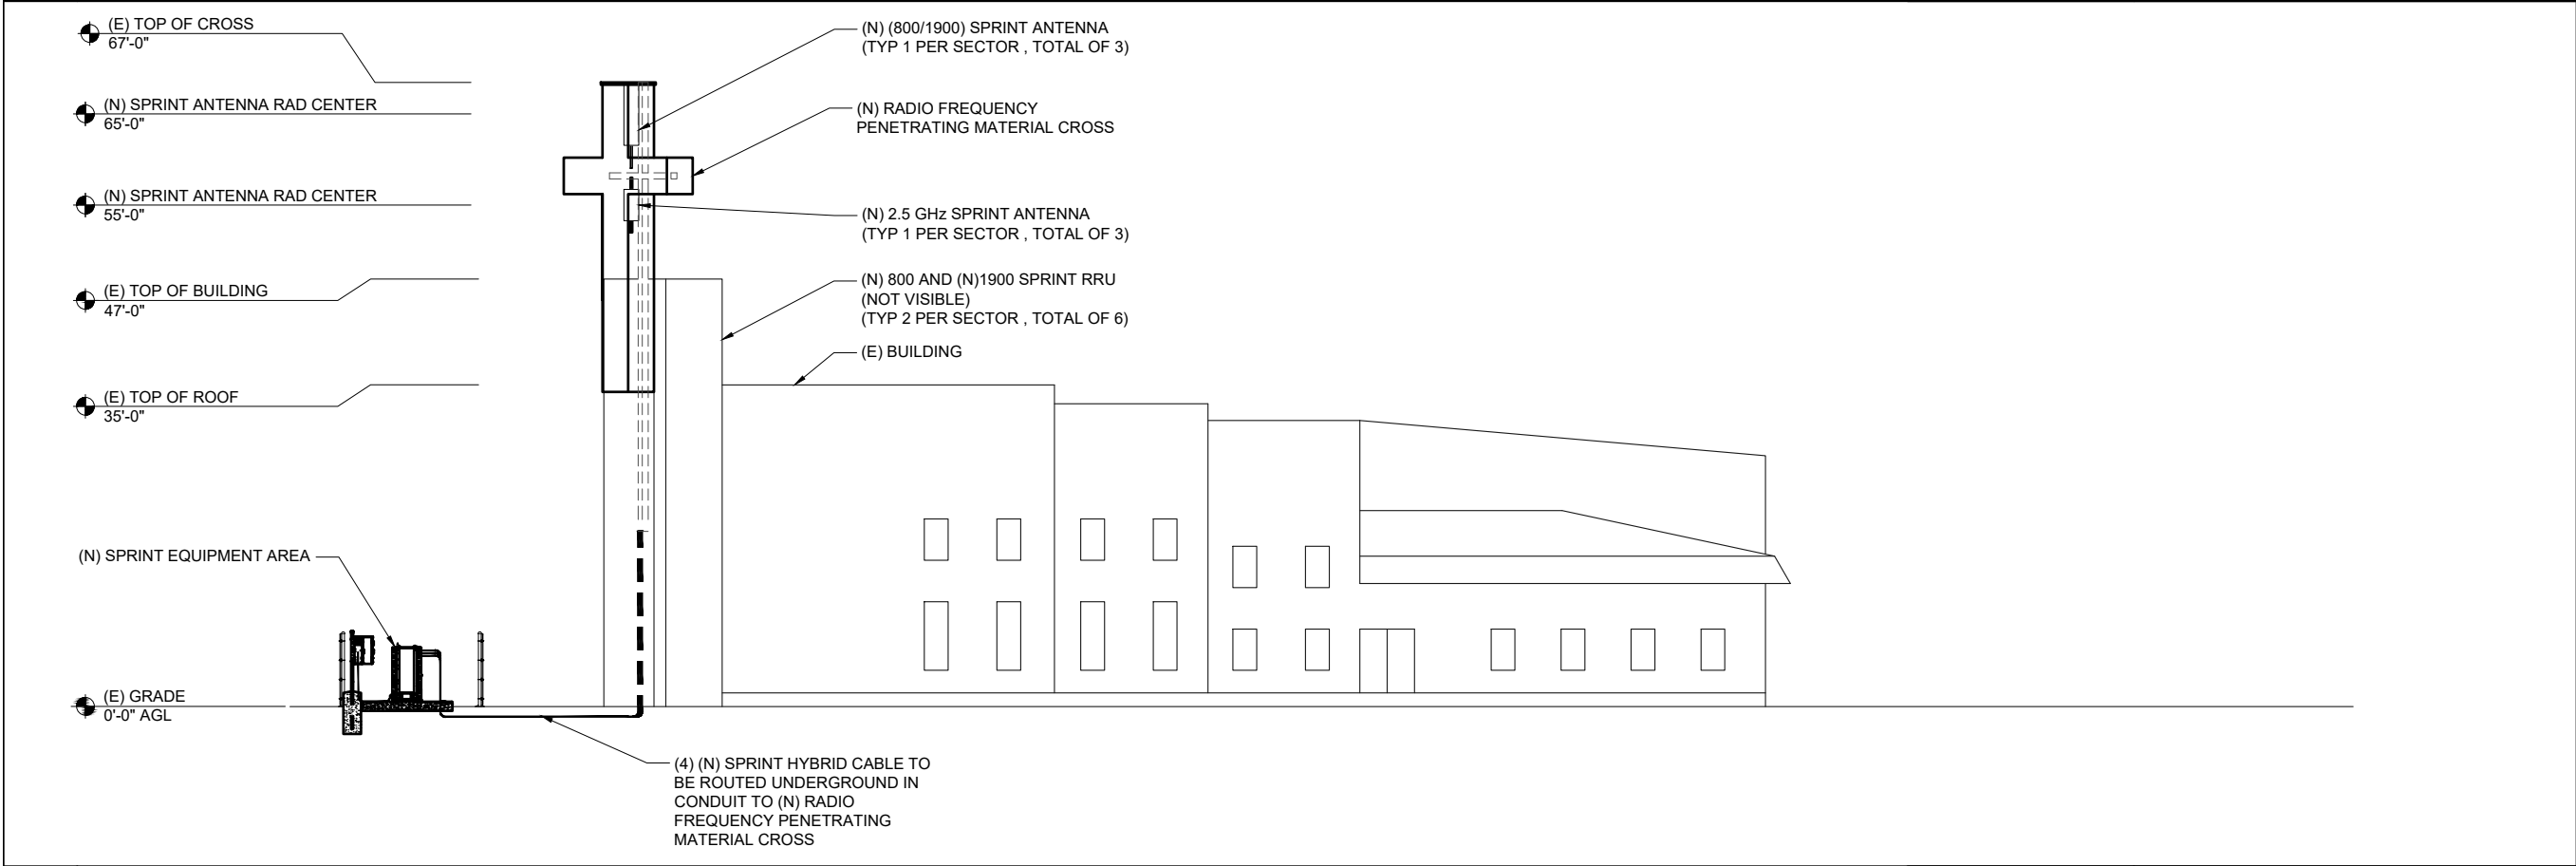 (E) TOP OF CROSS
67'-0"
(N) SPRINT ANTENNA RAD CENTER
65'-0"
(N) SPRINT ANTENNA RAD CENTER
55'-0"
(E) TOP OF BUILDING
47'-0"
(E) TOP OF ROOF
35'-0"
(N) SPRINT EQUIPMENT AREA
(E) GRADE
0'-0" AGL
(N) (800/1900) SPRINT ANTENNA
(TYP 1 PER SECTOR , TOTAL OF 3)
(N) RADIO FREQUENCY
PENETRATING MATERIAL CROSS
(N) 2.5 GHz SPRINT ANTENNA
(TYP 1 PER SECTOR , TOTAL OF 3)
(N) 800 AND (N)1900 SPRINT RRU
(NOT VISIBLE)
(TYP 2 PER SECTOR , TOTAL OF 6)
(E) BUILDING
(4) (N) SPRINT HYBRID CABLE TO
BE ROUTED UNDERGROUND IN
CONDUIT TO (N) RADIO
FREQUENCY PENETRATING
MATERIAL CROSS